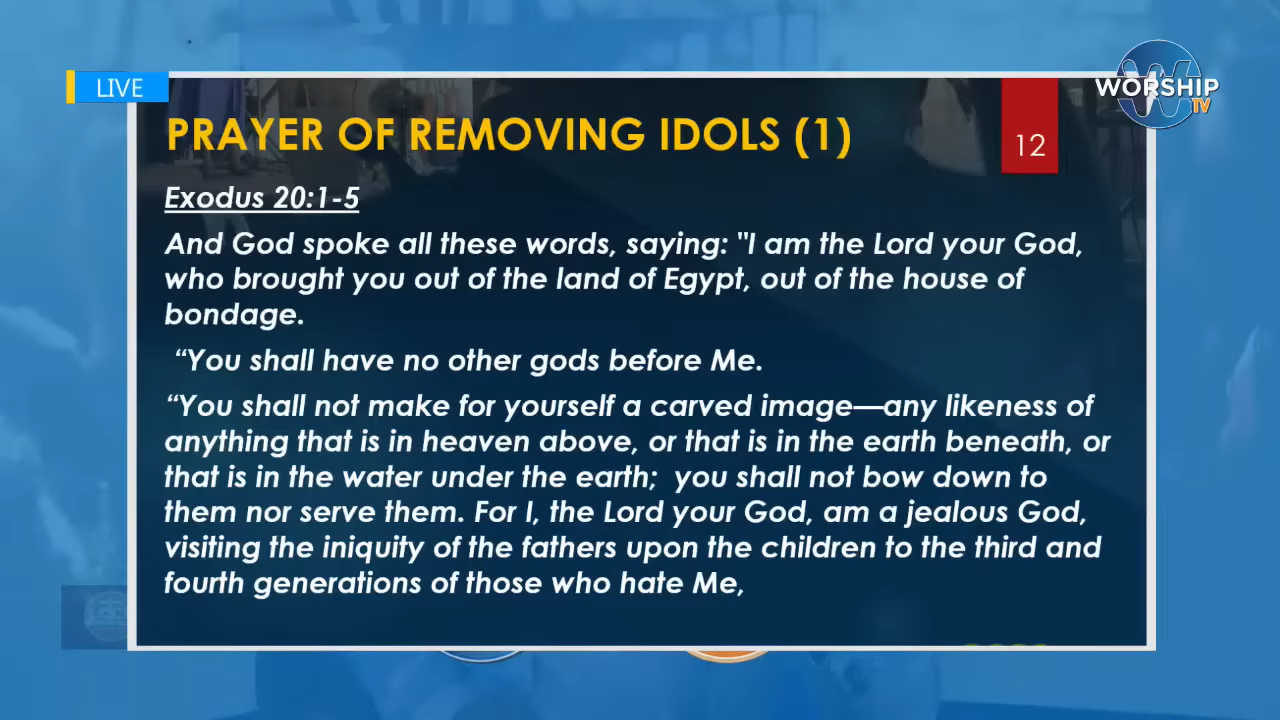 LIVE
WORSHIP
TV
PRAYER OF REMOVING IDOLS (1)
12
Exodus 20:1-5
And God spoke all these words, saying: "I am the Lord your God,
who brought you out of the land of Egypt, out of the house of
bondage.
“You shall have no other gods before Me.
“You shall not make for yourself a carved image—any likeness of
anything that is in heaven above, or that is in the earth beneath, or
that is in the water under the earth; you shall not bow down to
them nor serve them. For I, the Lord your God, am a jealous God,
visiting the iniquity of the fathers upon the children to the third and
fourth generations of those who hate Me,